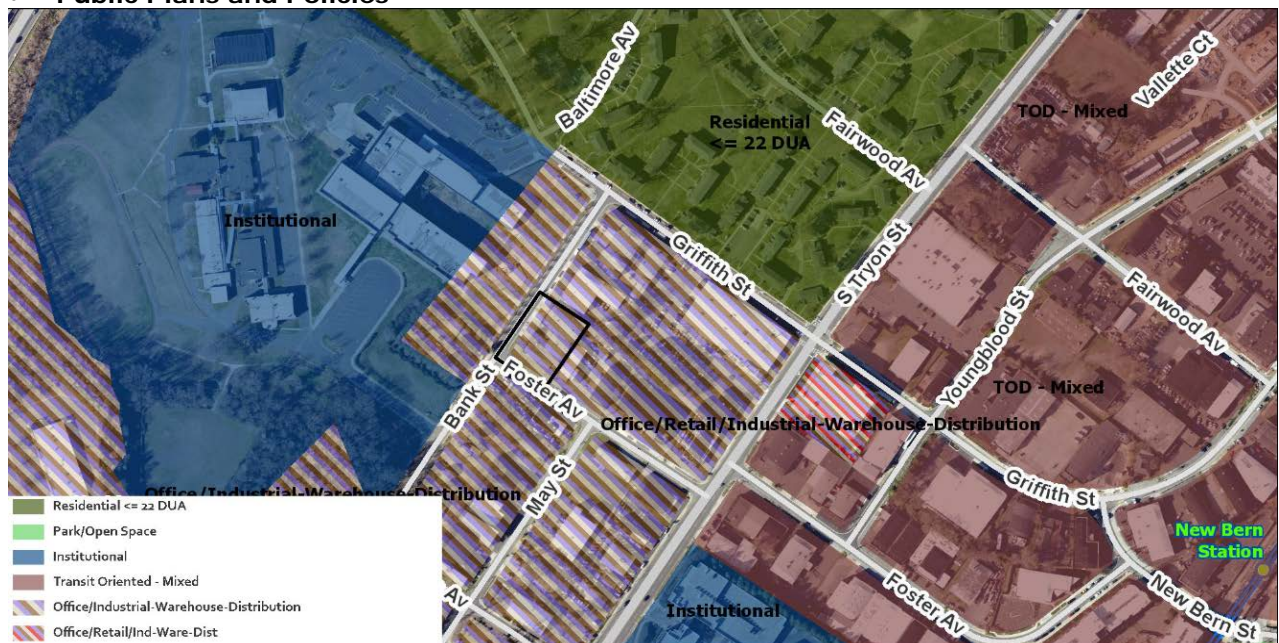 Public Plans and Policies
Baltimore Av
Vallette Ct
TOD - Mixed
Residential
<= 22 DUA
Fairwood Av
Institutional
Griffith St
S Tryon St
Youngblood St
Fairwood Av
TOD - Mixed
Bank St
Foster Av
Office/Retail/Industrial-Warehouse-Distribution
May St
Griffith St
Office/Industrial-Warehouse-Distribution
New Bern
Station
Foster Av
New Bern St
Institutional
Av
Residential <= 22 DUA
Park/Open Space
Institutional
Transit Oriented - Mixed
Office/Industrial-Warehouse-Distribution
Office/Retail/Ind-Ware-Dist